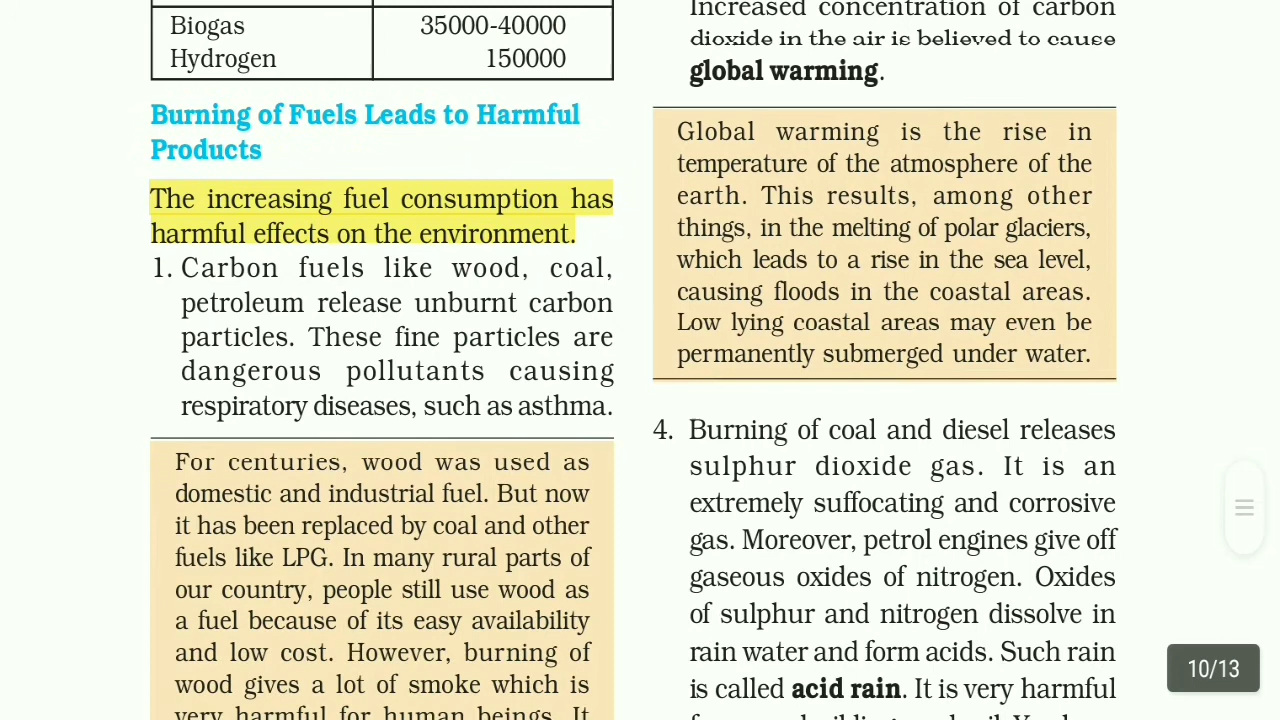 Biogas 35000-40000
Hydrogen 150000
Burning of Fuels Leads to Harmful
Products
The increasing fuel consumption has
harmful effects on the environment.
1. Carbon fuels like wood, coal,
petroleum release unburnt carbon
particles. These fine particles are
dangerous pollutants causing
respiratory diseases, such as asthma.
For centuries, wood was used as
domestic and industrial fuel. But now
it has been replaced by coal and other
fuels like LPG. In many rural parts of
our country, people still use wood as
a fuel because of its easy availability
and low cost. However, burning of
wood gives a lot of smoke which is
very harmful for human beings. It
Increased concentration of carbon
dioxide in the air is believed to cause
global warming.
Global warming is the rise in
temperature of the atmosphere of the
earth. This results, among other
things, in the melting of polar glaciers,
which leads to a rise in the sea level,
causing floods in the coastal areas.
Low lying coastal areas may even be
permanently submerged under water.
4. Burning of coal and diesel releases
sulphur dioxide gas. It is an
extremely suffocating and corrosive
gas. Moreover, petrol engines give off
gaseous oxides of nitrogen. Oxides
of sulphur and nitrogen dissolve in
rain water and form acids. Such rain
is called acid rain. It is very harmful
10/13